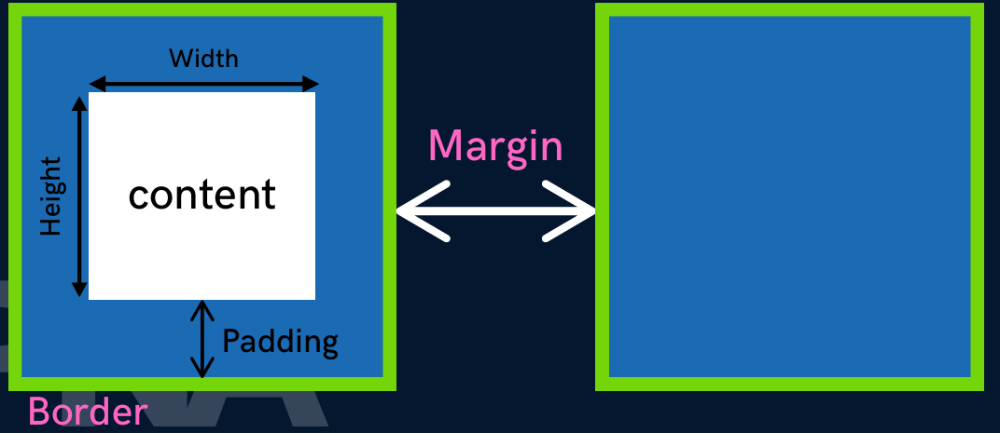 Width
Height
content
Margin
Padding
Border